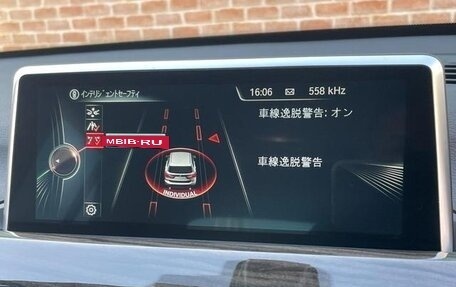 インテリジェントセーフティ
16:06 558 kHz
車線逸脱警告: オン
MBIB-RU
車線逸脱警告
INDIVIDUAL